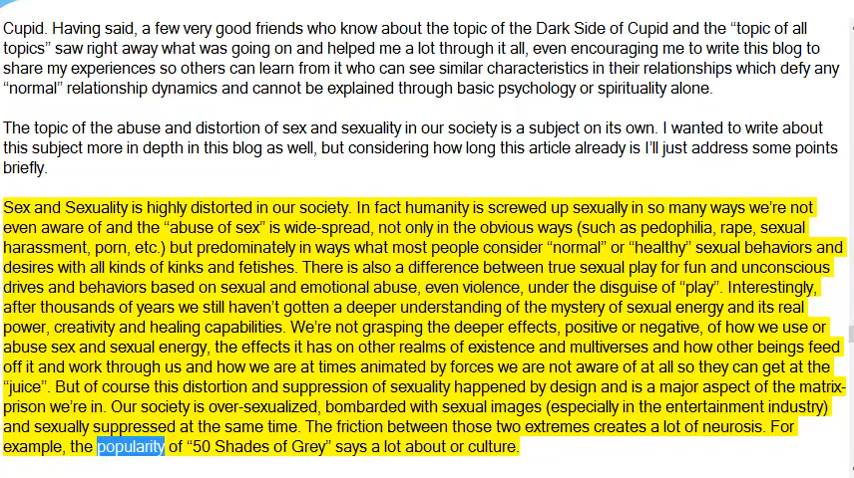 Cupid. Having said, a few very good friends who know about the topic of the Dark Side of Cupid and the “topic of all
topics” saw right away what was going on and helped me a lot through it all, even encouraging me to write this blog to
share my experiences so others can learn from it who can see similar characteristics in their relationships which defy any
“normal” relationship dynamics and cannot be explained through basic psychology or spirituality alone.
The topic of the abuse and distortion of sex and sexuality in our society is a subject on its own. I wanted to write about
this subject more in depth in this blog as well, but considering how long this article already is I’ll just address some points
briefly.
Sex and Sexuality is highly distorted in our society. In fact humanity is screwed up sexually in so many ways we’re not
even aware of and the “abuse of sex” is wide-spread, not only in the obvious ways (such as pedophilia, rape, sexual
harassment, porn, etc.) but predominately in ways what most people consider “normal” or “healthy” sexual behaviors and
desires with all kinds of kinks and fetishes. There is also a difference between true sexual play for fun and unconscious
drives and behaviors based on sexual and emotional abuse, even violence, under the disguise of “play”. Interestingly,
after thousands of years we still haven’t gotten a deeper understanding of the mystery of sexual energy and its real
power, creativity and healing capabilities. We’re not grasping the deeper effects, positive or negative, of how we use or
abuse sex and sexual energy, the effects it has on other realms of existence and multiverses and how other beings feed
off it and work through us and how we are at times animated by forces we are not aware of at all so they can get at the
“juice”. But of course this distortion and suppression of sexuality happened by design and is a major aspect of the matrix-
prison we’re in. Our society is over-sexualized, bombarded with sexual images (especially in the entertainment industry)
and sexually suppressed at the same time. The friction between those two extremes creates a lot of neurosis. For
example, the popularity of “50 Shades of Grey” says a lot about or culture.